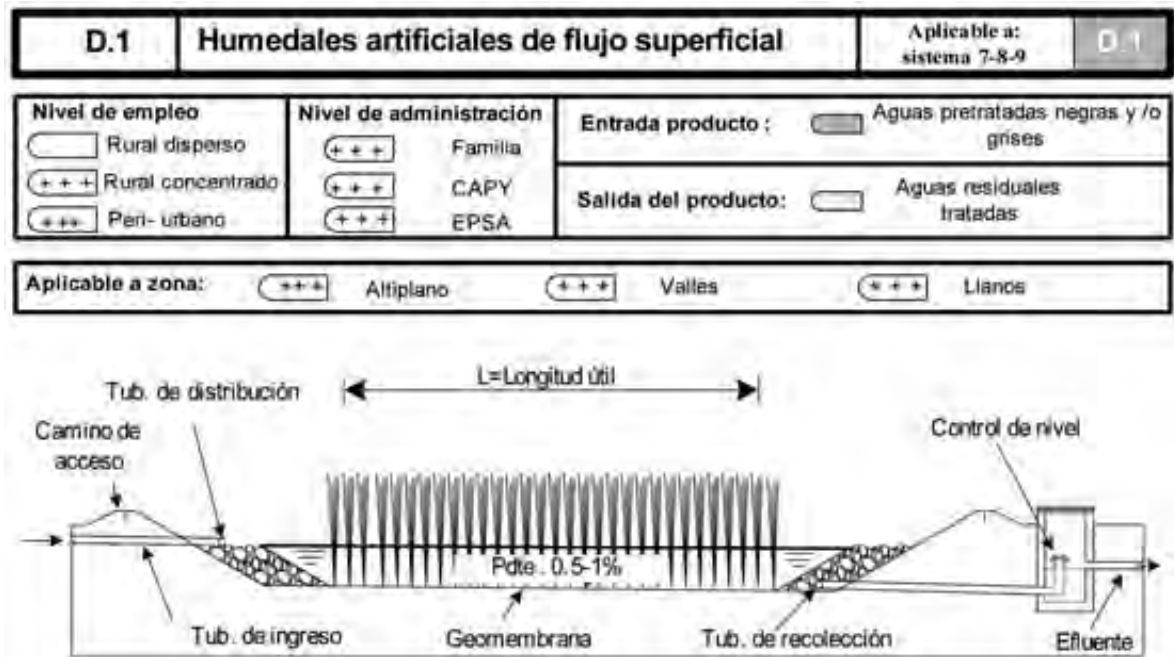 D.1
Humedales artificiales de flujo superficial
Aplicable a:
sistema 7-8-9
D.1
Nivel de empleo
Rural disperso
+ + + Rural concentrado
+++ Peri- urbano
Nivel de administración
+ + + Familia
+ + + CAPY
+ + + EPSA
Entrada producto :
Aguas pretratadas negras y /o
grises
Salida del producto:
Aguas residuales
tratadas
Aplicable a zona:
+++ Altiplano
+ + + Valles
+ + + Llanos
L=Longitud útil
Tub. de distribución
Camino de
acceso
Control de nivel
Pdte. 0.5-1%
Tub. de ingreso
Geomembrana
Tub. de recolección
Efluente